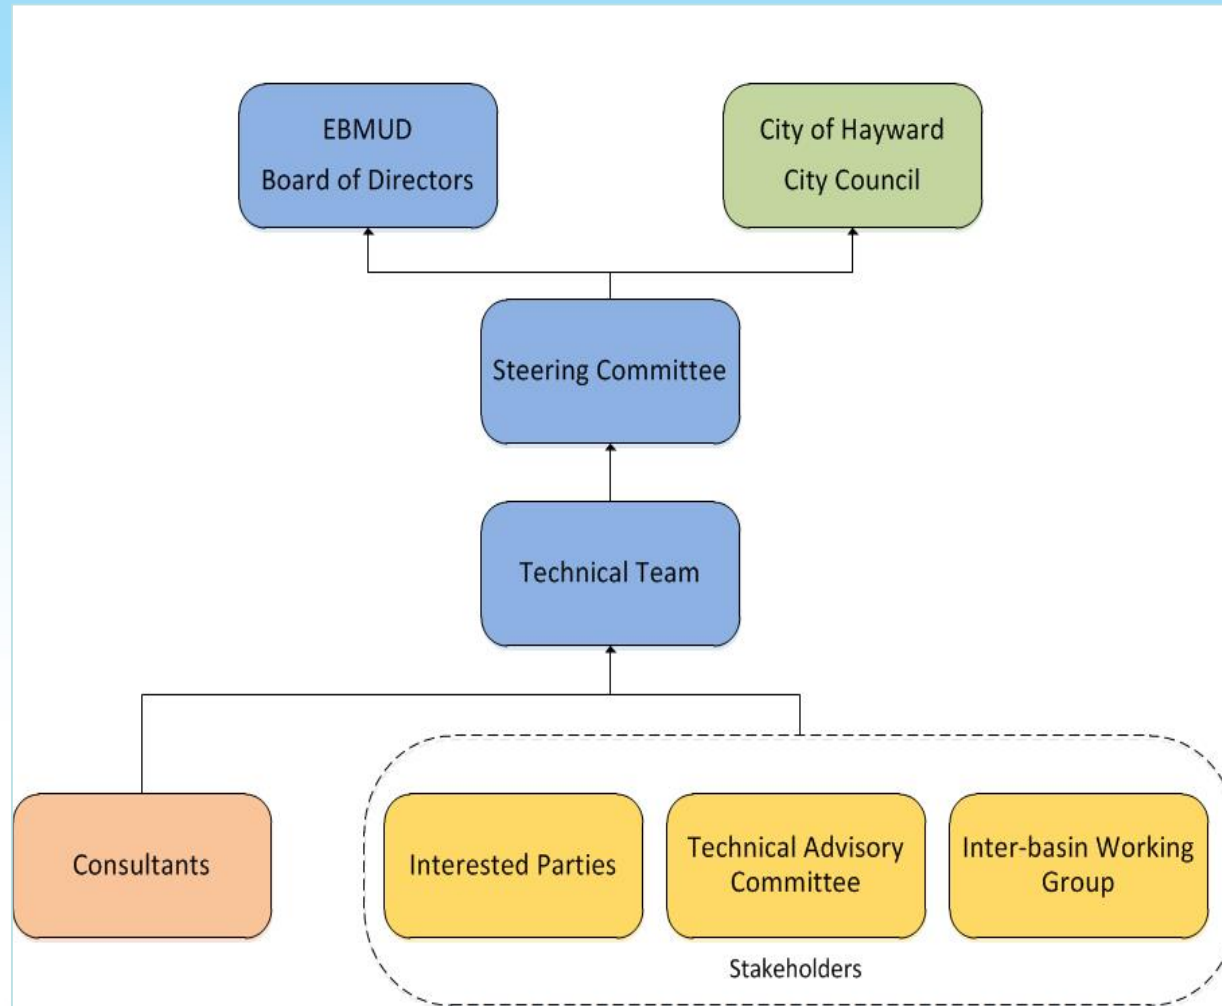 EBMUD
Board of Directors
City of Hayward
City Council
Steering Committee
Technical Team
Consultants
Interested Parties
Technical Advisory
Committee
Inter-basin Working
Group
Stakeholders